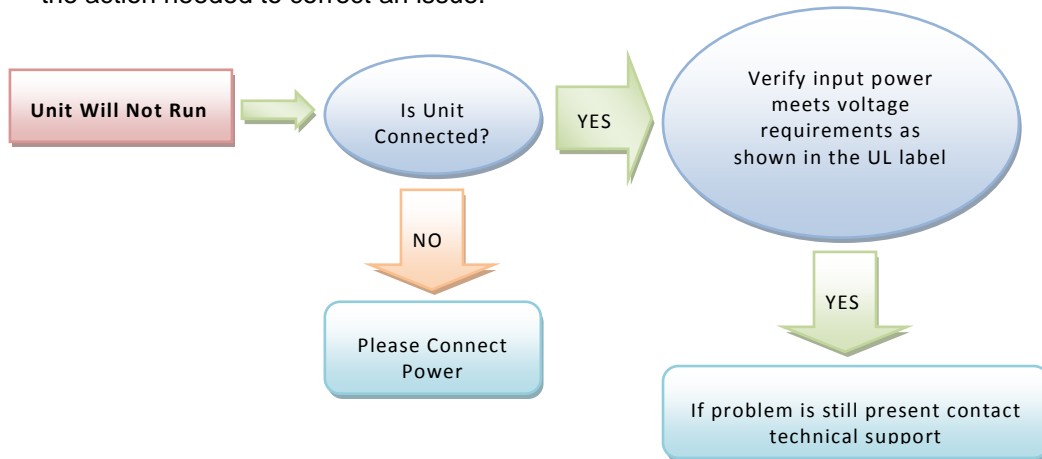 the action needed to correct an issue.
Unit Will Not Run
Is Unit
Connected?
YES
Verify input power
meets voltage
requirements as
shown in the UL label
NO
YES
Please Connect
Power
If problem is still present contact
technical support